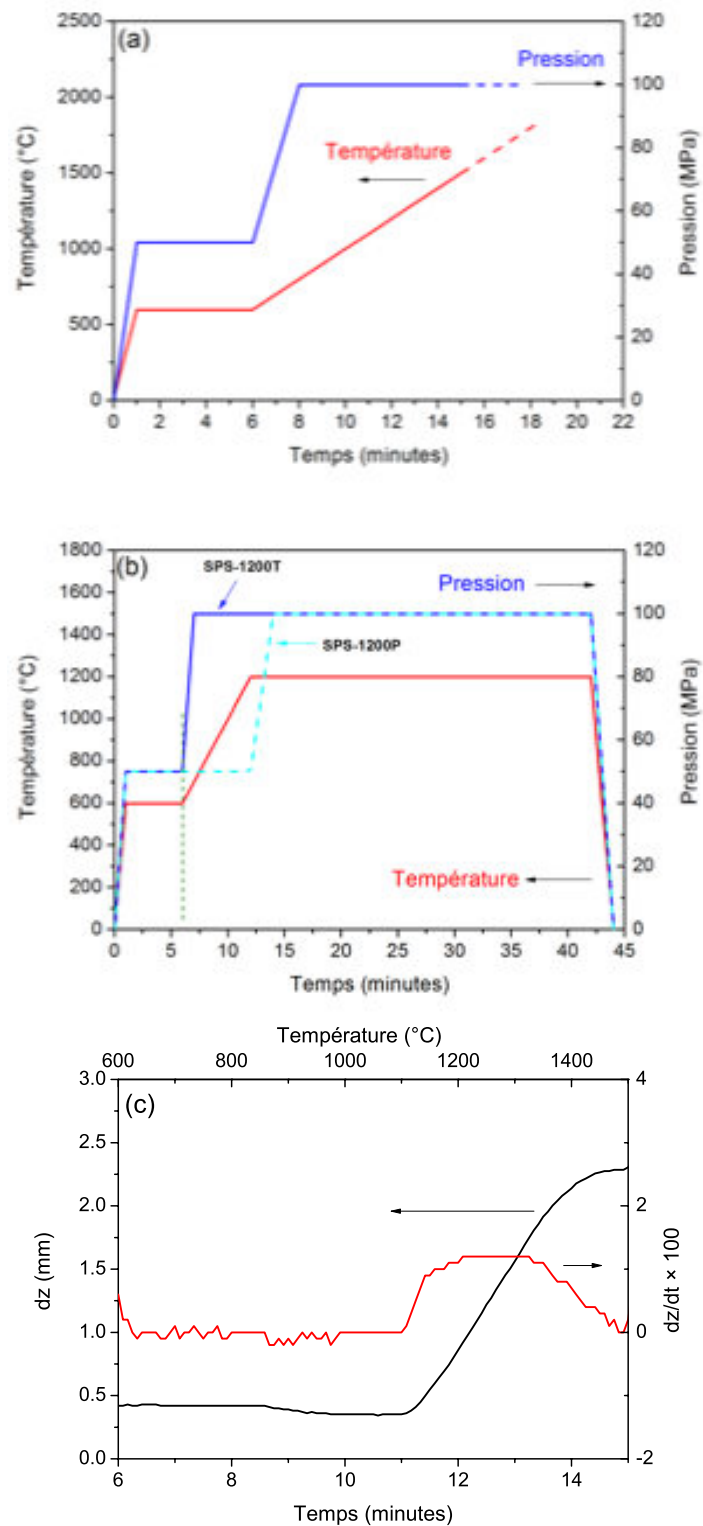 (a)
Pression
Température
Température (°C)
Pression (MPa)
2500
2000
1500
1000
500
0
120
100
80
60
40
20
0
0 2 4 6 8 10 12 14 16 18 20 22
Temps (minutes)
(b)
SPS-1200T
Pression
SPS-1200P
Température
Température (°C)
Pression (MPa)
1800
1600
1400
1200
1000
800
600
400
200
0
120
100
80
60
40
20
0
0 5 10 15 20 25 30 35 40 45
Temps (minutes)
Température (°C)
600 800 1000 1200 1400
(c)
dz (mm)
dz/dt × 100
3.0
2.5
2.0
1.5
1.0
0.5
0.0
4
2
0
-2
6 8 10 12 14
Temps (minutes)